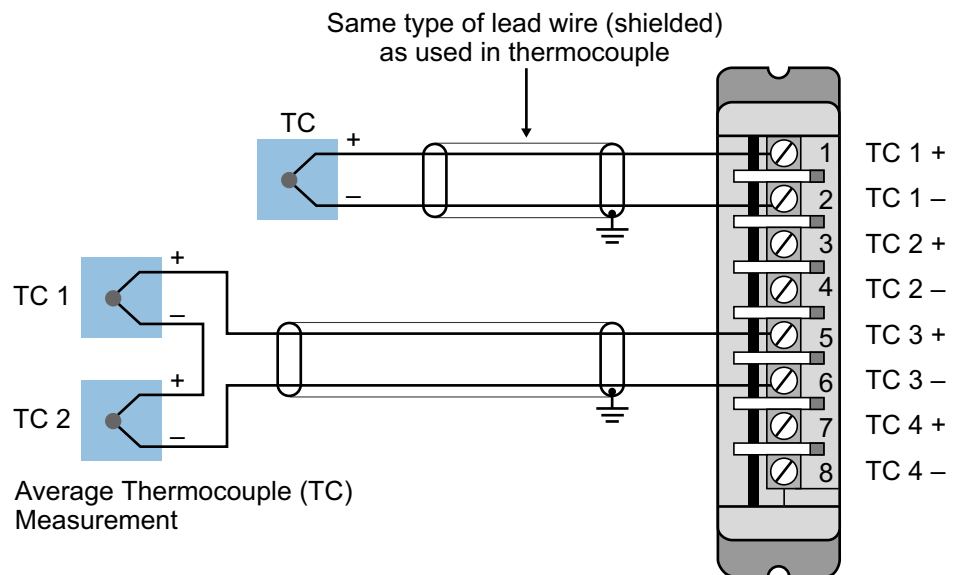 Same type of lead wire (shielded)
as used in thermocouple
TC
+
–
1 TC 1 +
2 TC 1 –
3 TC 2 +
4 TC 2 –
5 TC 3 +
6 TC 3 –
7 TC 4 +
8 TC 4 –
TC 1
+
–
TC 2
+
–
Average Thermocouple (TC)
Measurement